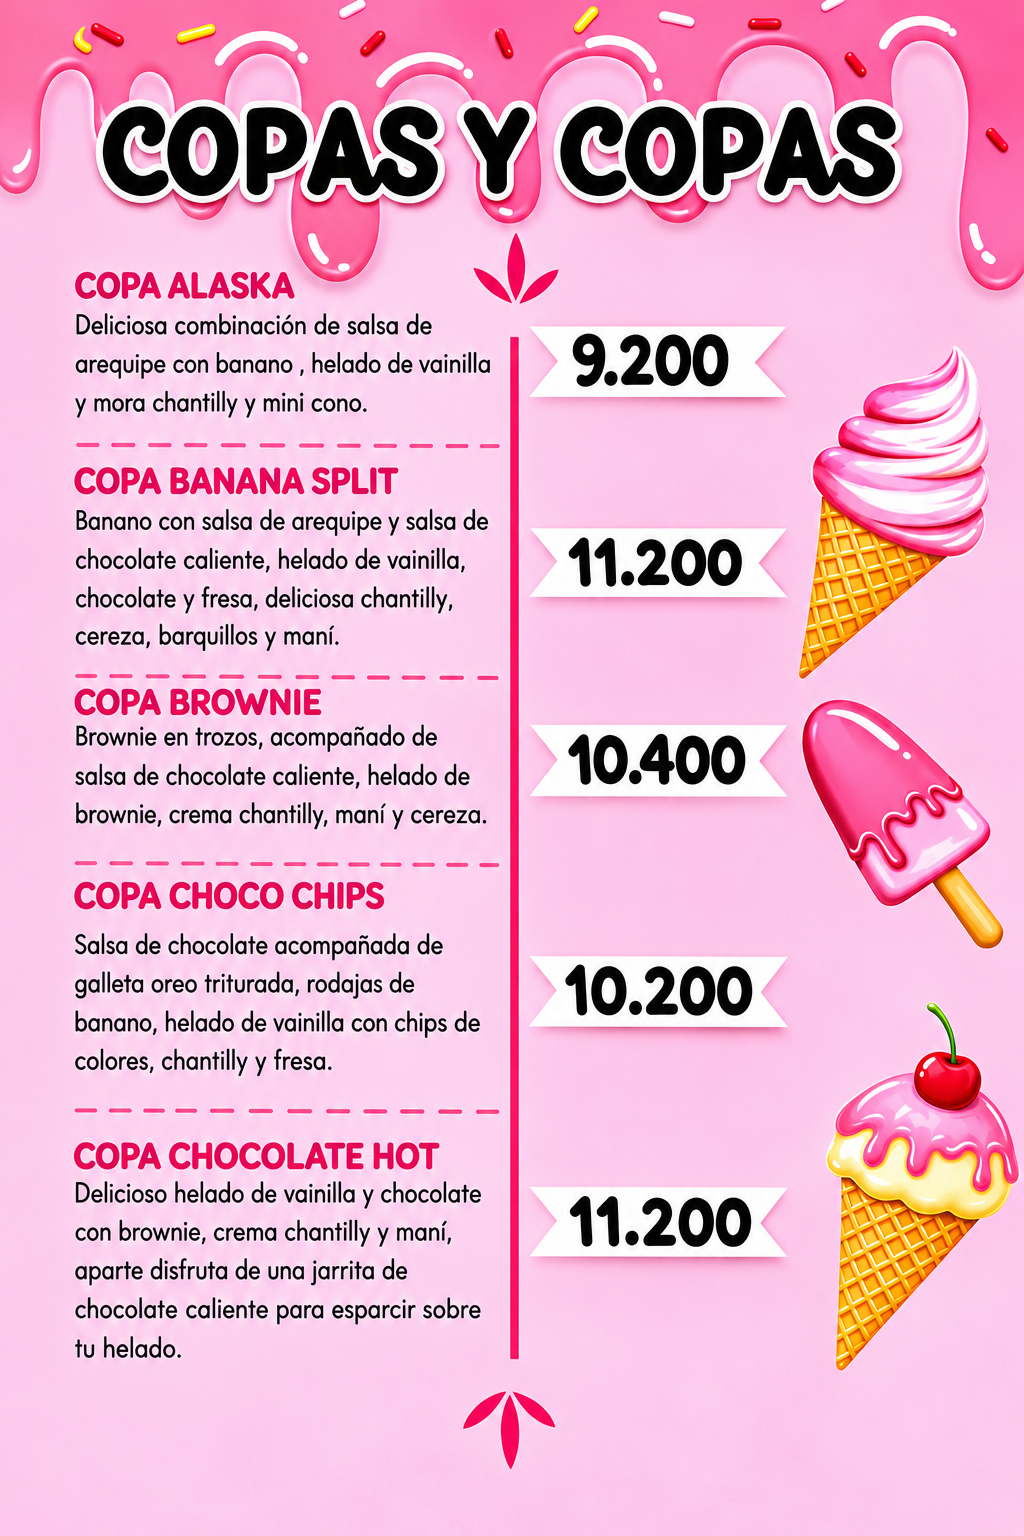 COPAS Y COPAS
COPA ALASKA
Deliciosa combinación de salsa de
arequipe con banano , helado de vainilla
y mora chantilly y mini cono.
9.200
COPA BANANA SPLIT
Banano con salsa de arequipe y salsa de
chocolate caliente, helado de vainilla,
chocolate y fresa, deliciosa chantilly,
cereza, barquillos y maní.
11.200
COPA BROWNIE
Brownie en trozos, acompañado de
salsa de chocolate caliente, helado de
brownie, crema chantilly, maní y cereza.
10.400
COPA CHOCO CHIPS
Salsa de chocolate acompañada de
galleta oreo triturada, rodajas de
banano, helado de vainilla con chips de
colores, chantilly y fresa.
10.200
COPA CHOCOLATE HOT
Delicioso helado de vainilla y chocolate
con brownie, crema chantilly y maní,
aparte disfruta de una jarrita de
chocolate caliente para esparcir sobre
tu helado.
11.200